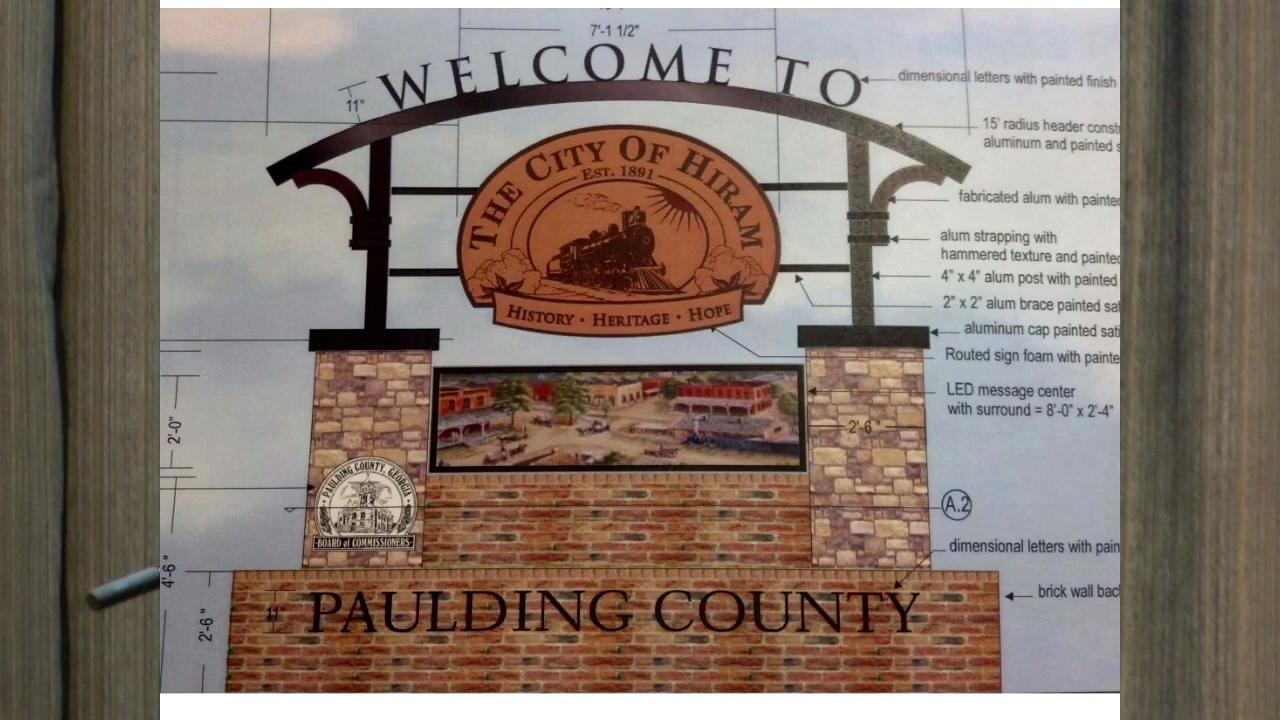 7'-1 1/2"
WELCOME TO
11"
dimensional letters with painted finish
15' radius header const
aluminum and painted s
THE CITY OF HIRAM
EST. 1891
fabricated alum with painte
alum strapping with
hammered texture and painte
4" x 4" alum post with painted
2" x 2" alum brace painted sa
HISTORY · HERITAGE · HOPE
aluminum cap painted sati
Routed sign foam with painte
LED message center
with surround = 8'-0" x 2'-4"
2'-0"
2'-6"
PAULDING COUNTY, GEORGIA
BOARD of COMMISSIONERS
A.2
dimensional letters with pain
4'-6"
brick wall bac
2'-6"
11"
PAULDING COUNTY